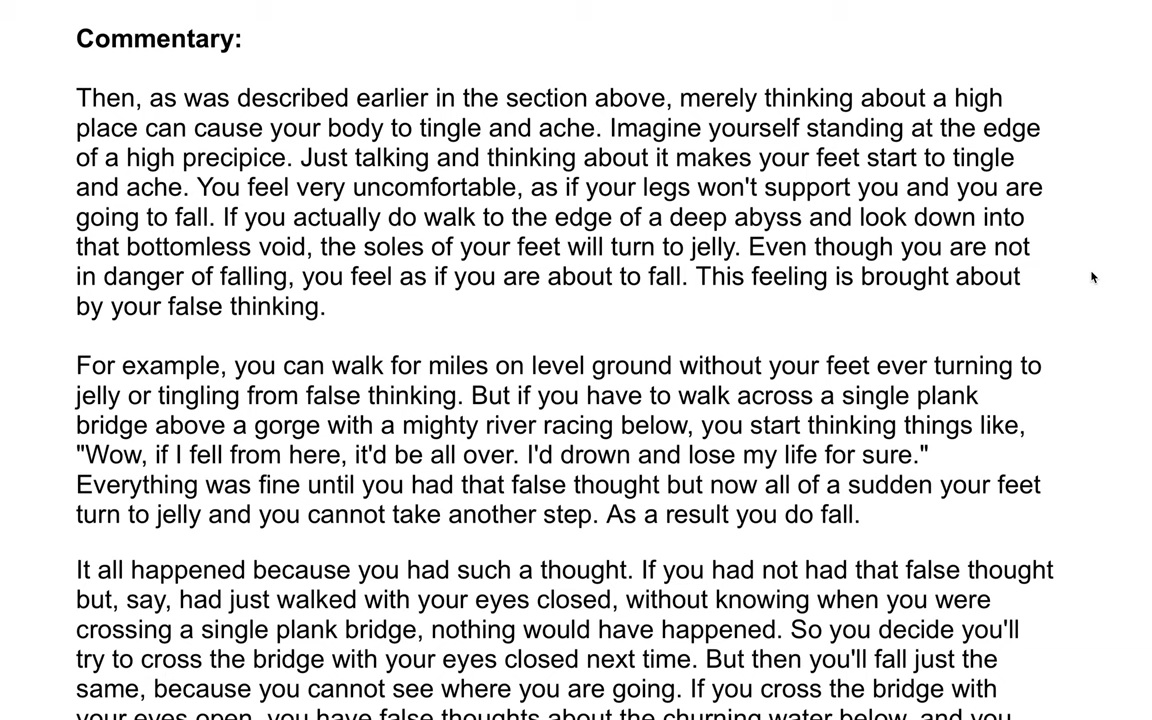 Commentary:
Then, as was described earlier in the section above, merely thinking about a high
place can cause your body to tingle and ache. Imagine yourself standing at the edge
of a high precipice. Just talking and thinking about it makes your feet start to tingle
and ache. You feel very uncomfortable, as if your legs won't support you and you are
going to fall. If you actually do walk to the edge of a deep abyss and look down into
that bottomless void, the soles of your feet will turn to jelly. Even though you are not
in danger of falling, you feel as if you are about to fall. This feeling is brought about
by your false thinking.
For example, you can walk for miles on level ground without your feet ever turning to
jelly or tingling from false thinking. But if you have to walk across a single plank
bridge above a gorge with a mighty river racing below, you start thinking things like,
"Wow, if I fell from here, it'd be all over. I'd drown and lose my life for sure."
Everything was fine until you had that false thought but now all of a sudden your feet
turn to jelly and you cannot take another step. As a result you do fall.
It all happened because you had such a thought. If you had not had that false thought
but, say, had just walked with your eyes closed, without knowing when you were
crossing a single plank bridge, nothing would have happened. So you decide you'll
try to cross the bridge with your eyes closed next time. But then you'll fall just the
same, because you cannot see where you are going. If you cross the bridge with
your eyes open, you have false thoughts about the churning water below, and you